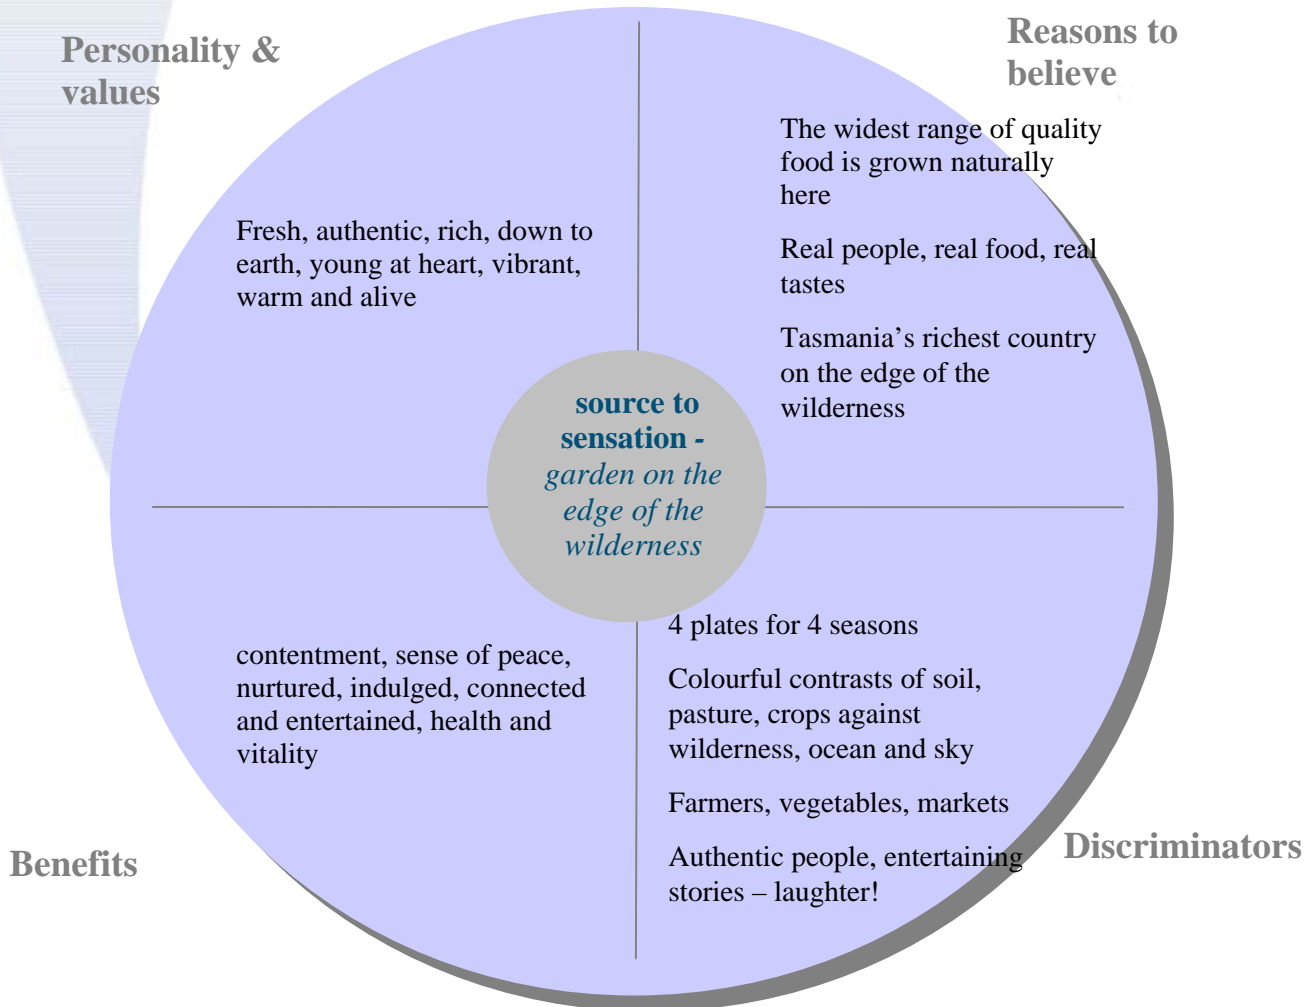 Personality &
values
Fresh, authentic, rich, down to
earth, young at heart, vibrant,
warm and alive
Reasons to
believe
The widest range of quality
food is grown naturally
here
Real people, real food, real
tastes
Tasmania’s richest country
on the edge of the
wilderness
source to
sensation -
garden on the
edge of the
wilderness
contentment, sense of peace,
nurtured, indulged, connected
and entertained, health and
vitality
Benefits
4 plates for 4 seasons
Colourful contrasts of soil,
pasture, crops against
wilderness, ocean and sky
Farmers, vegetables, markets
Authentic people, entertaining
stories – laughter!
Discriminators